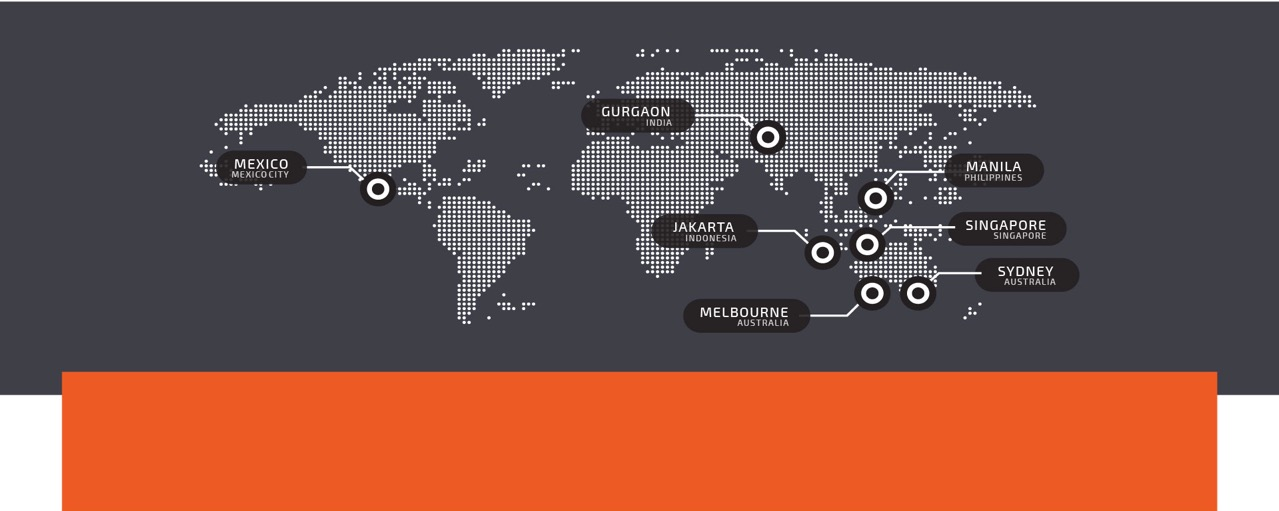 GURGAON
INDIA
MEXICO
MEXICO CITY
MANILA
PHILIPPINES
JAKARTA
INDONESIA
SINGAPORE
SINGAPORE
SYDNEY
AUSTRALIA
MELBOURNE
AUSTRALIA